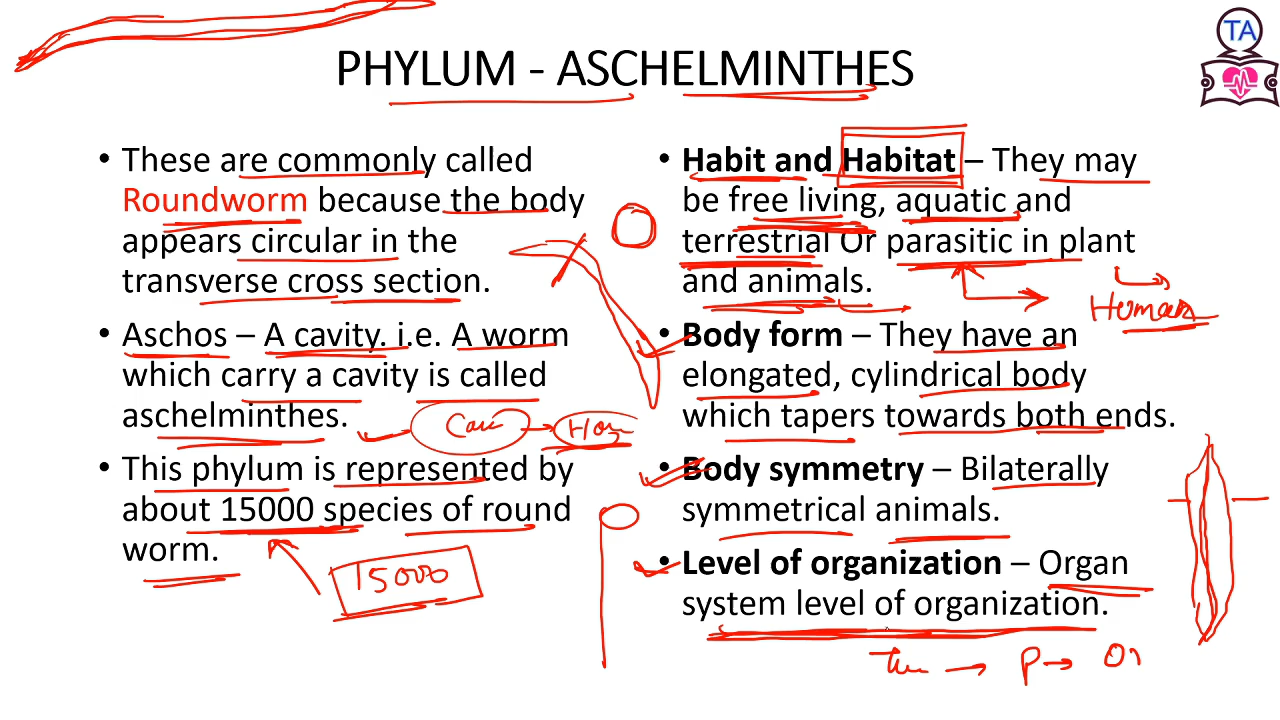 TA
PHYLUM - ASCHELMINTHES
• These are commonly called
Roundworm because the body
appears circular in the
transverse cross section.
• Aschos – A cavity. i.e. A worm
which carry a cavity is called
aschelminthes.
• This phylum is represented by
about 15000 species of round
worm.
15000
• Habit and Habitat – They may
be free living, aquatic and
terrestrial Or parasitic in plant
and animals.
• Body form – They have an
elongated, cylindrical body
which tapers towards both ends.
• Body symmetry – Bilaterally
symmetrical animals.
• Level of organization – Organ
system level of organization.
P